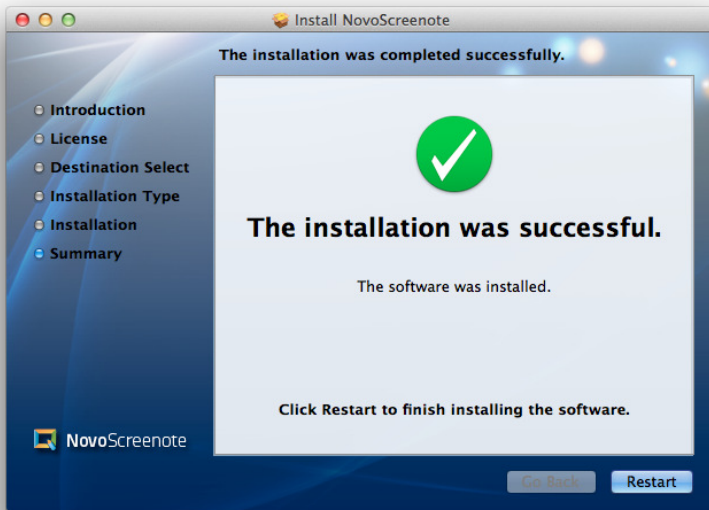 Install NovoScreenote
The installation was completed successfully.
Introduction
License
Destination Select
Installation Type
Installation
Summary
The installation was successful.
The software was installed.
Click Restart to finish installing the software.
NovoScreenote
Go Back
Restart